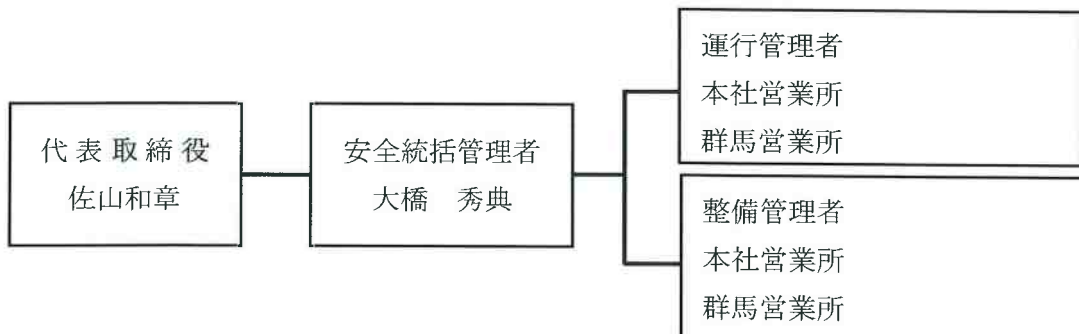 代表取締役
佐山和章
安全統括管理者
大橋　秀典
運行管理者
本社営業所
群馬営業所
整備管理者
本社営業所
群馬営業所